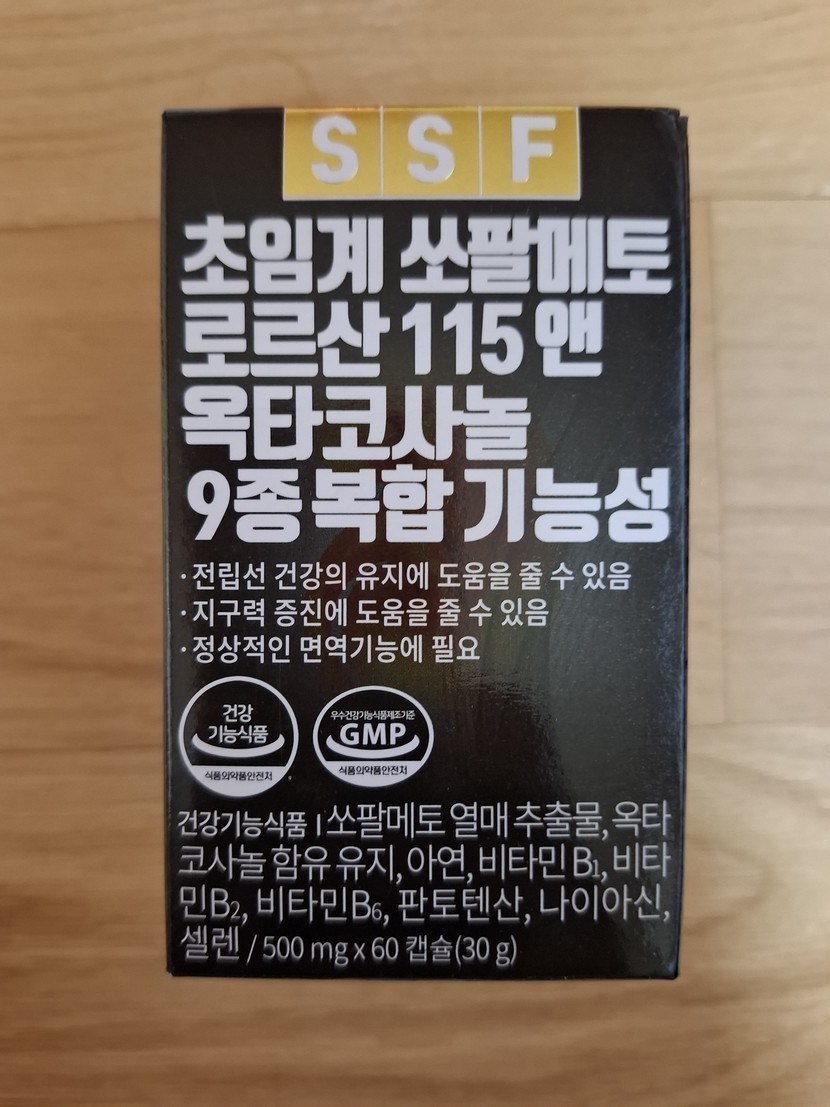 SSF
초임계 쏘팔메토
로르산 115 앤
옥타코사놀
9종 복합 기능성
· 전립선 건강의 유지에 도움을 줄 수 있음
· 지구력 증진에 도움을 줄 수 있음
· 정상적인 면역기능에 필요
건강
기능식품
식품의약품안전처
우수건강기능식품제조기준
GMP
식품의약품안전처
건강기능식품 | 쏘팔메토 열매 추출물, 옥타
코사놀 함유 유지, 아연, 비타민 B₁, 비타
민B₂, 비타민B₆, 판토텐산, 나이아신,
셀렌 / 500 mg x 60 캡슐(30 g)